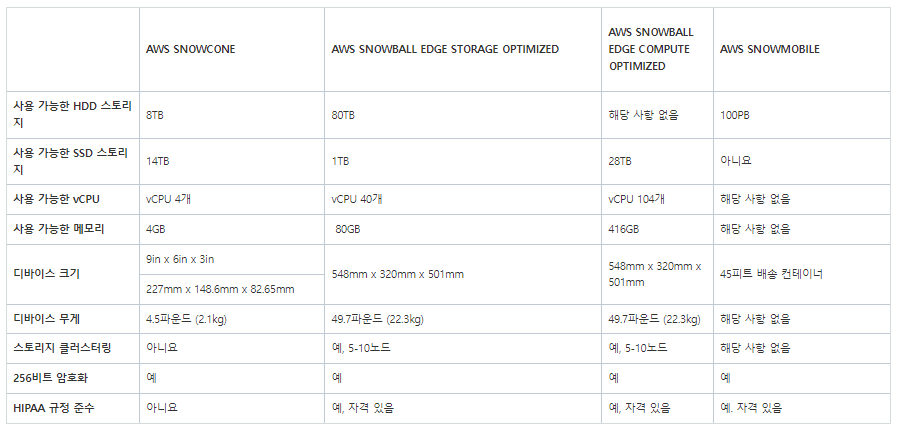 AWS SNOWCONE
AWS SNOWBALL EDGE STORAGE OPTIMIZED
AWS SNOWBALL
EDGE COMPUTE
OPTIMIZED
AWS SNOWMOBILE
사용 가능한 HDD 스토리
지
8TB
80TB
해당 사항 없음
100PB
사용 가능한 SSD 스토리
지
14TB
1TB
28TB
아니요
사용 가능한 vCPU
vCPU 4개
vCPU 40개
vCPU 104개
해당 사항 없음
사용 가능한 메모리
4GB
80GB
416GB
해당 사항 없음
디바이스 크기
9in x 6in x 3in
227mm x 148.6mm x 82.65mm
548mm x 320mm x 501mm
548mm x 320mm x
501mm
45피트 배송 컨테이너
디바이스 무게
4.5파운드 (2.1kg)
49.7파운드 (22.3kg)
49.7파운드 (22.3kg)
해당 사항 없음
스토리지 클러스터링
아니요
예, 5-10노드
예, 5-10노드
해당 사항 없음
256비트 암호화
예
예
예
예
HIPAA 규정 준수
아니요
예, 자격 있음
예, 자격 있음
예. 자격 있음